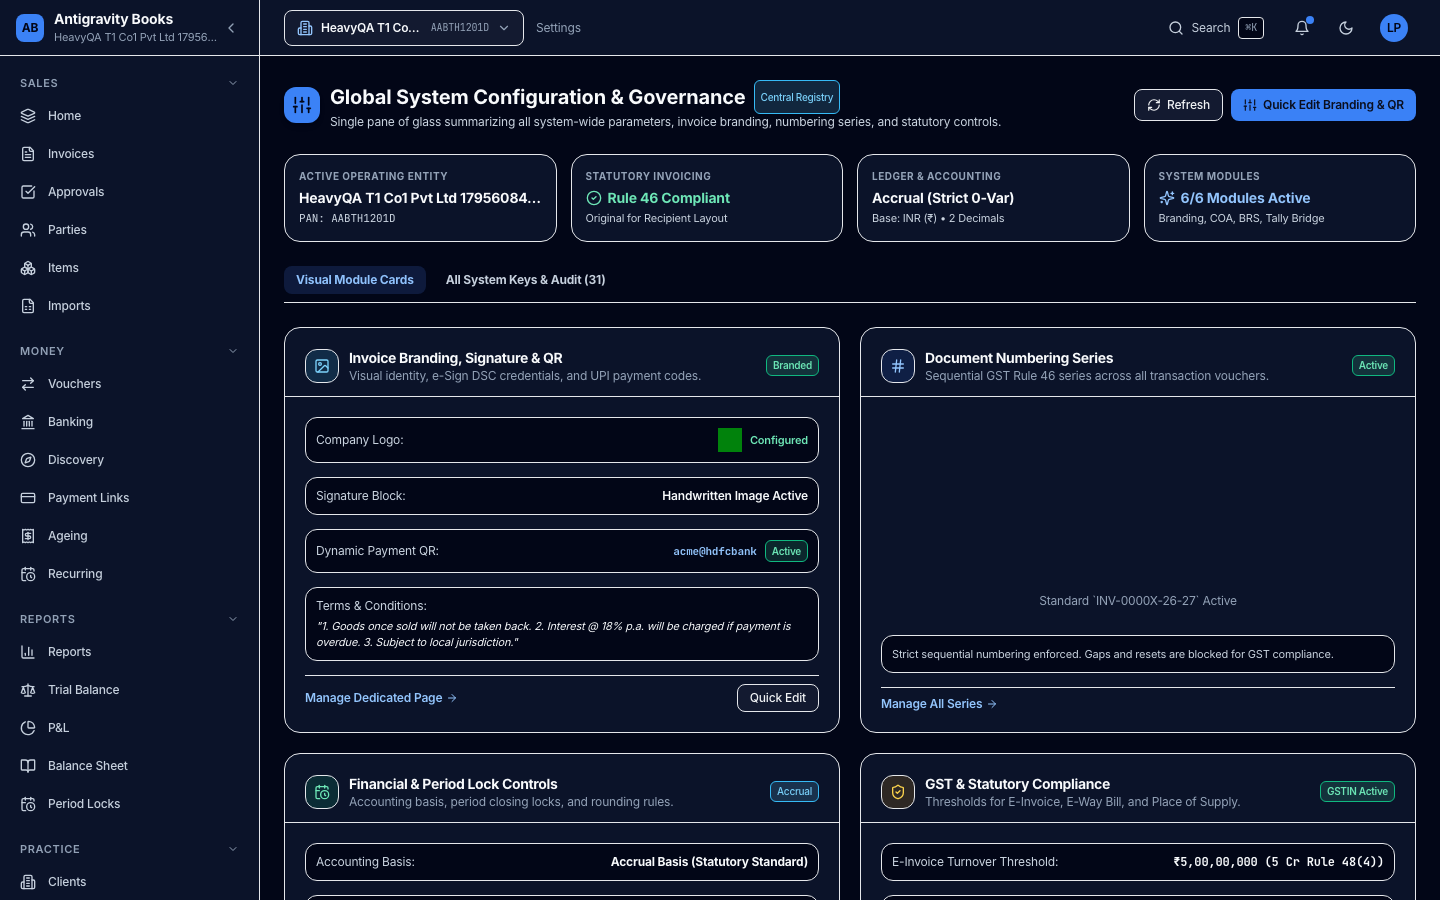 AB
Antigravity Books
HeavyQA T1 Co1 Pvt Ltd 17956...
SALES
Home
Invoices
Approvals
Parties
Items
Imports
MONEY
Vouchers
Banking
Discovery
Payment Links
Ageing
Recurring
REPORTS
Reports
Trial Balance
P&L
Balance Sheet
Period Locks
PRACTICE
Clients
HeavyQA T1 Co... AABTH1201D
Settings
Search ⌘K
LP
Global System Configuration & Governance Central Registry
Single pane of glass summarizing all system-wide parameters, invoice branding, numbering series, and statutory controls.
Refresh
Quick Edit Branding & QR
ACTIVE OPERATING ENTITY
HeavyQA T1 Co1 Pvt Ltd 17956084...
PAN: AABTH1201D
STATUTORY INVOICING
Rule 46 Compliant
Original for Recipient Layout
LEDGER & ACCOUNTING
Accrual (Strict 0-Var)
Base: INR (₹) • 2 Decimals
SYSTEM MODULES
6/6 Modules Active
Branding, COA, BRS, Tally Bridge
Visual Module Cards
All System Keys & Audit (31)
Invoice Branding, Signature & QR
Visual identity, e-Sign DSC credentials, and UPI payment codes.
Branded
Company Logo: Configured
Signature Block: Handwritten Image Active
Dynamic Payment QR: acme@hdfcbank Active
Terms & Conditions:
"1. Goods once sold will not be taken back. 2. Interest @ 18% p.a. will be charged if payment is
overdue. 3. Subject to local jurisdiction."
Manage Dedicated Page →
Quick Edit
Document Numbering Series
Sequential GST Rule 46 series across all transaction vouchers.
Active
Standard `INV-0000X-26-27` Active
Strict sequential numbering enforced. Gaps and resets are blocked for GST compliance.
Manage All Series →
Financial & Period Lock Controls
Accounting basis, period closing locks, and rounding rules.
Accrual
Accounting Basis: Accrual Basis (Statutory Standard)
GST & Statutory Compliance
Thresholds for E-Invoice, E-Way Bill, and Place of Supply.
GSTIN Active
E-Invoice Turnover Threshold: ₹5,00,00,000 (5 Cr Rule 48(4))